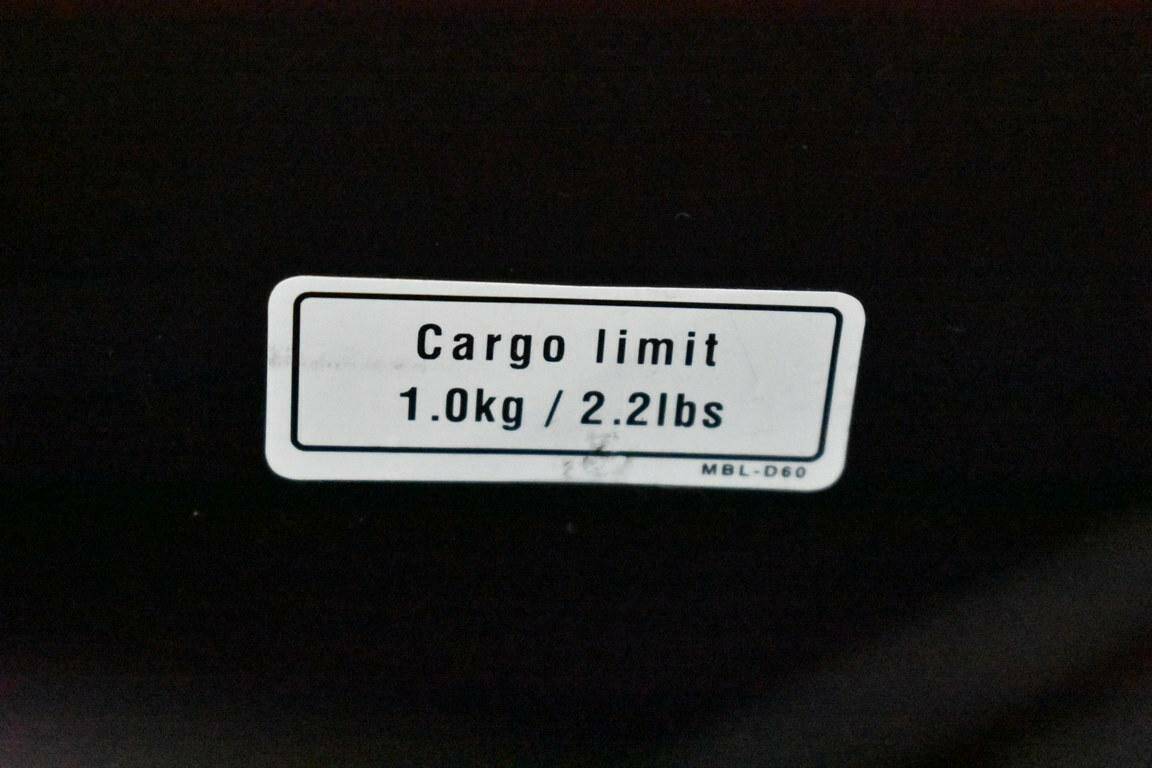 Cargo limit
1.0kg / 2.2lbs
MBL-D60